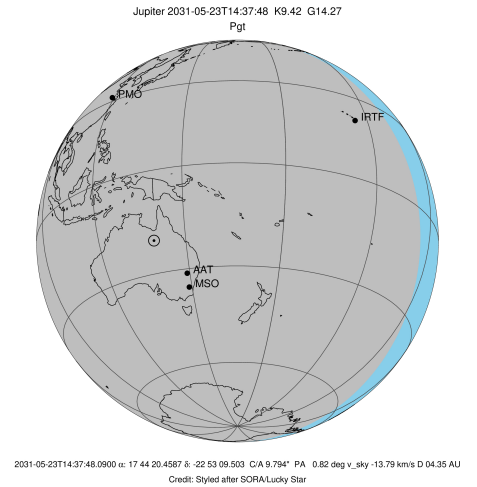 Jupiter 2031-05-23T14:37:48 K9.42 G14.27
Pgt
PMO
IRTF
AAT
MSO
2031-05-23T14:37:48.0900 α: 17 44 20.4587 δ: -22 53 09.503 C/A 9.794" PA 0.82 deg v_sky -13.79 km/s D 04.35 AU
Credit: Styled after SORA/Lucky Star